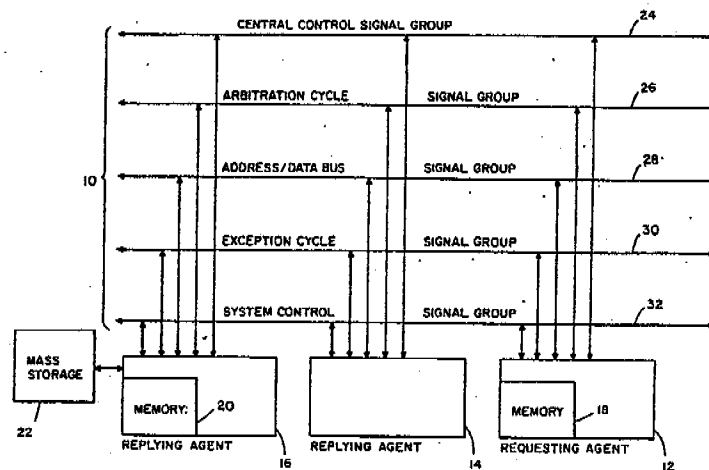 CENTRAL CONTROL SIGNAL GROUP
24
ARBITRATION CYCLE SIGNAL GROUP
26
ADDRESS/DATA BUS SIGNAL GROUP
28
10
EXCEPTION CYCLE SIGNAL GROUP
30
SYSTEM CONTROL SIGNAL GROUP
32
MASS
STORAGE
22
MEMORY:
20
REPLYING AGENT
16
REPLYING AGENT
14
MEMORY
18
REQUESTING AGENT
12